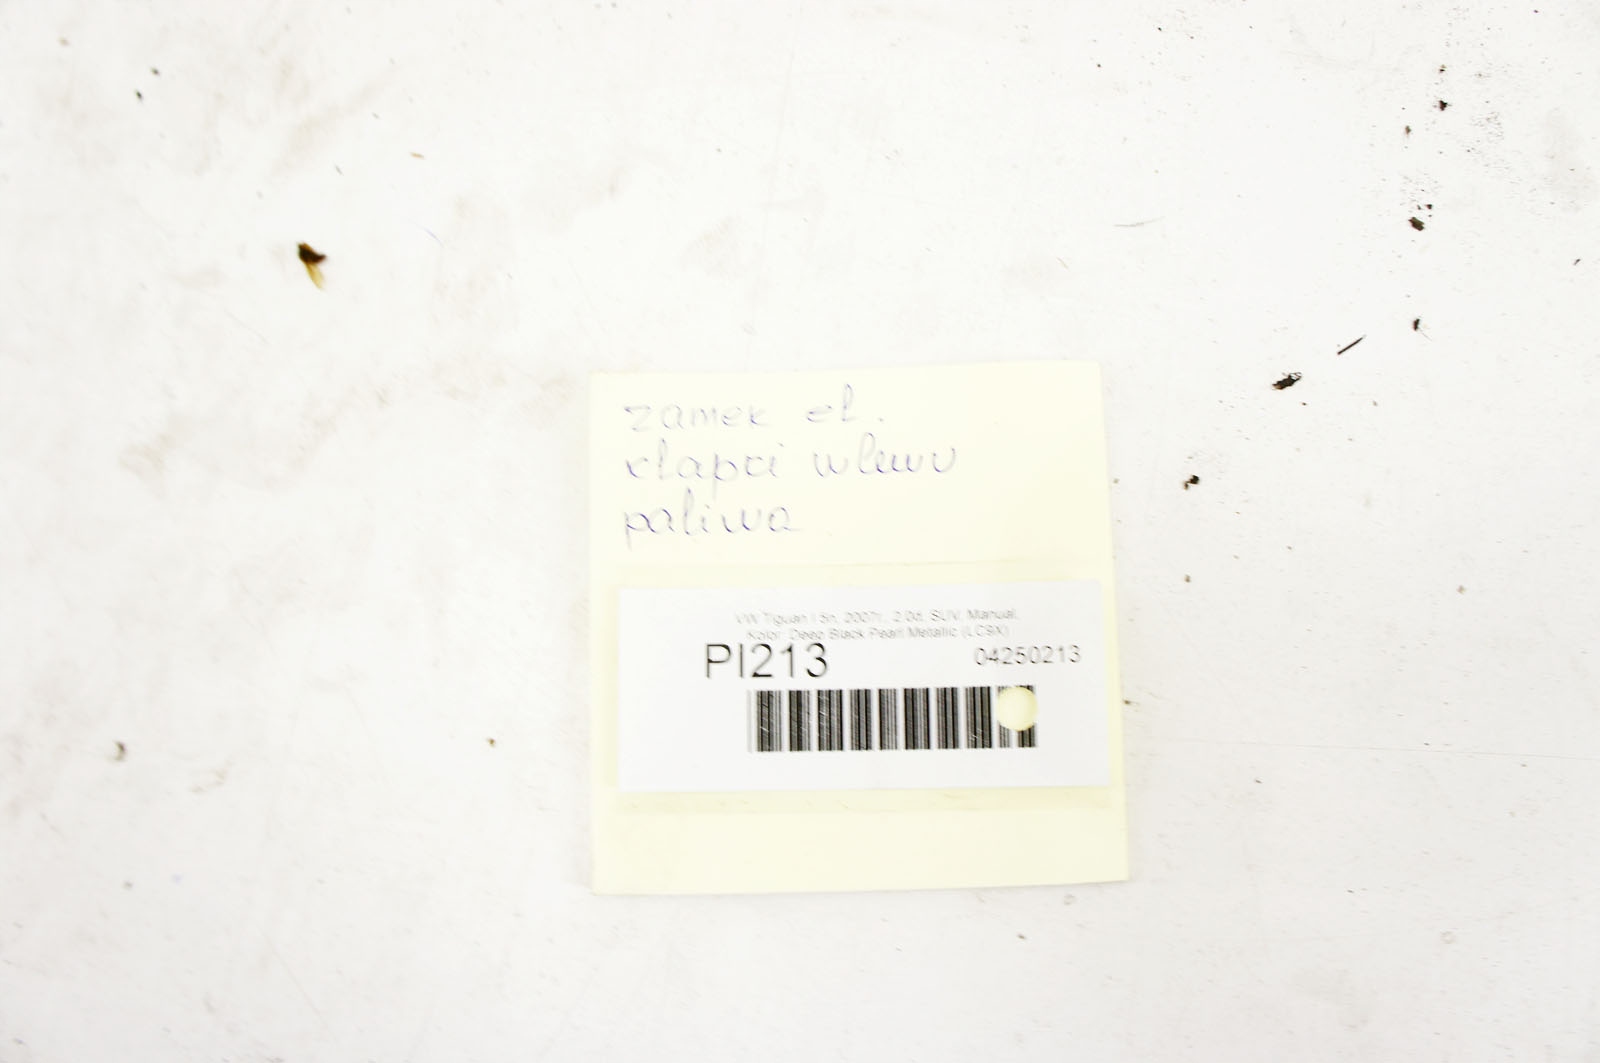 zamek el.
klapki wlewu
paliwa
VW Tiguan I 5n, 2007r., 2.0d, SUV, Manual,
Kolor: Deep Black Pearl Metallic (LC9X)
PI213
04250213